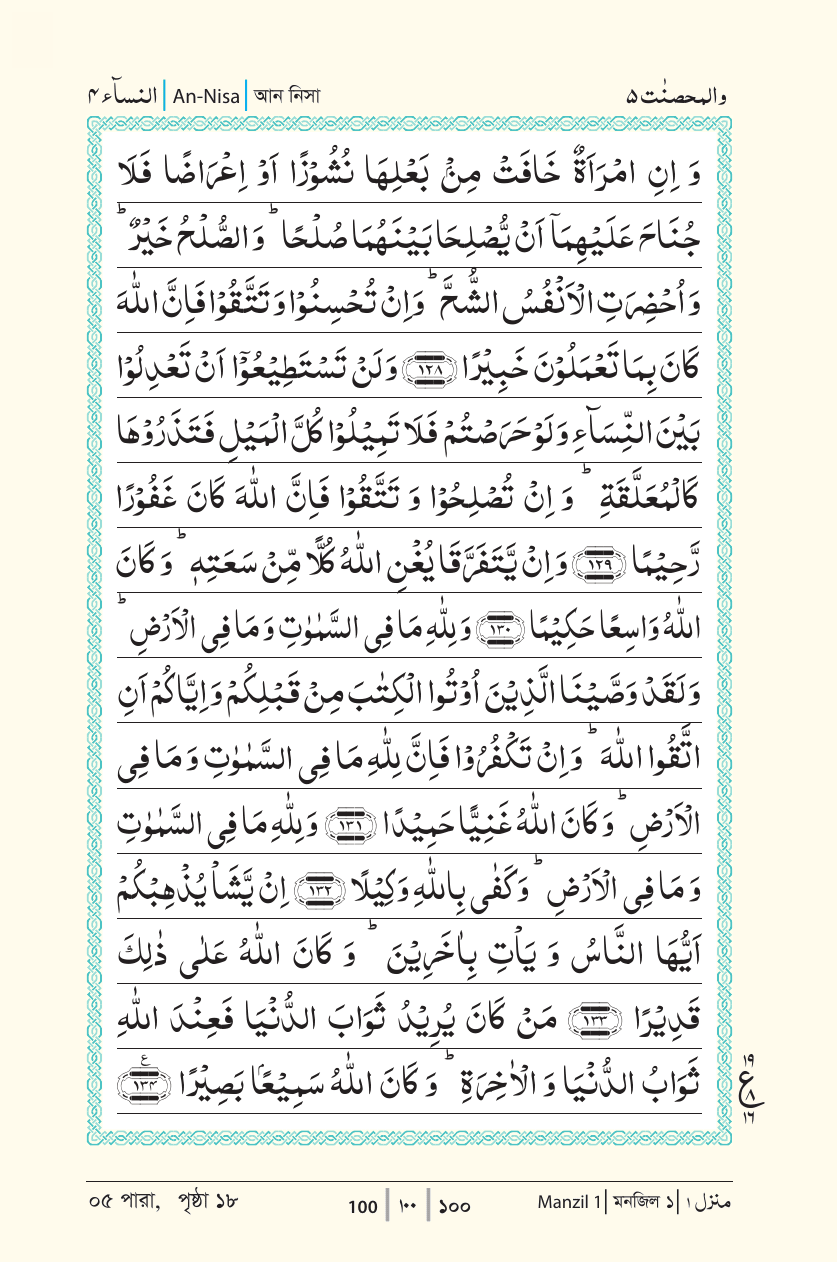 النسآء ۴ | An-Nisa | আন নিসা
والمحصنٰت ۵
وَ اِنِ امْرَاَةٌ خَافَتْ مِنْۢ بَعْلِهَا نُشُوْزًا اَوْ اِعْرَاضًا فَلَا
جُنَاحَ عَلَيْهِمَاۤ اَنْ يُّصْلِحَا بَيْنَهُمَا صُلْحًا ؕ وَ الصُّلْحُ خَيْرٌ ؕ
وَ اُحْضِرَتِ الْاَنْفُسُ الشُّحَّ ؕ وَ اِنْ تُحْسِنُوْا وَ تَتَّقُوْا فَاِنَّ اللّٰهَ
كَانَ بِمَا تَعْمَلُوْنَ خَبِيْرًا ﴿۱۲۸﴾ وَ لَنْ تَسْتَطِيْعُوْۤا اَنْ تَعْدِلُوْا
بَيْنَ النِّسَآءِ وَ لَوْ حَرَصْتُمْ فَلَا تَمِيْلُوْا كُلَّ الْمَيْلِ فَتَذَرُوْهَا
كَالْمُعَلَّقَةِ ؕ وَ اِنْ تُصْلِحُوْا وَ تَتَّقُوْا فَاِنَّ اللّٰهَ كَانَ غَفُوْرًا
رَّحِيْمًا ﴿۱۲۹﴾ وَ اِنْ يَّتَفَرَّقَا يُغْنِ اللّٰهُ كُلًّا مِّنْ سَعَتِهٖ ؕ وَ كَانَ
اللّٰهُ وَاسِعًا حَكِيْمًا ﴿۱۳۰﴾ وَ لِلّٰهِ مَا فِى السَّمٰوٰتِ وَ مَا فِى الْاَرْضِ ؕ
وَ لَقَدْ وَصَّيْنَا الَّذِيْنَ اُوْتُوا الْكِتٰبَ مِنْ قَبْلِكُمْ وَ اِيَّاكُمْ اَنِ
اتَّقُوا اللّٰهَ ؕ وَ اِنْ تَكْفُرُوْا فَاِنَّ لِلّٰهِ مَا فِى السَّمٰوٰتِ وَ مَا فِى
الْاَرْضِ ؕ وَ كَانَ اللّٰهُ غَنِيًّا حَمِيْدًا ﴿۱۳۱﴾ وَ لِلّٰهِ مَا فِى السَّمٰوٰتِ
وَ مَا فِى الْاَرْضِ ؕ وَ كَفٰى بِاللّٰهِ وَكِيْلًا ﴿۱۳۲﴾ اِنْ يَّشَاْ يُذْهِبْكُمْ
اَيُّهَا النَّاسُ وَ يَاْتِ بِاٰخَرِيْنَ ؕ وَ كَانَ اللّٰهُ عَلٰى ذٰلِكَ
قَدِيْرًا ﴿۱۳۳﴾ مَنْ كَانَ يُرِيْدُ ثَوَابَ الدُّنْيَا فَعِنْدَ اللّٰهِ
ثَوَابُ الدُّنْيَا وَ الْاٰخِرَةِ ؕ وَ كَانَ اللّٰهُ سَمِيْعًۢا بَصِيْرًا ﴿۱۳۴﴾ ع
۱۹
ع ۸
۱۶
০৫ পারা, পৃষ্ঠা ১৮
100 | ۱۰۰ | ১০০
Manzil 1 | মনজিল ১ | منزل ۱